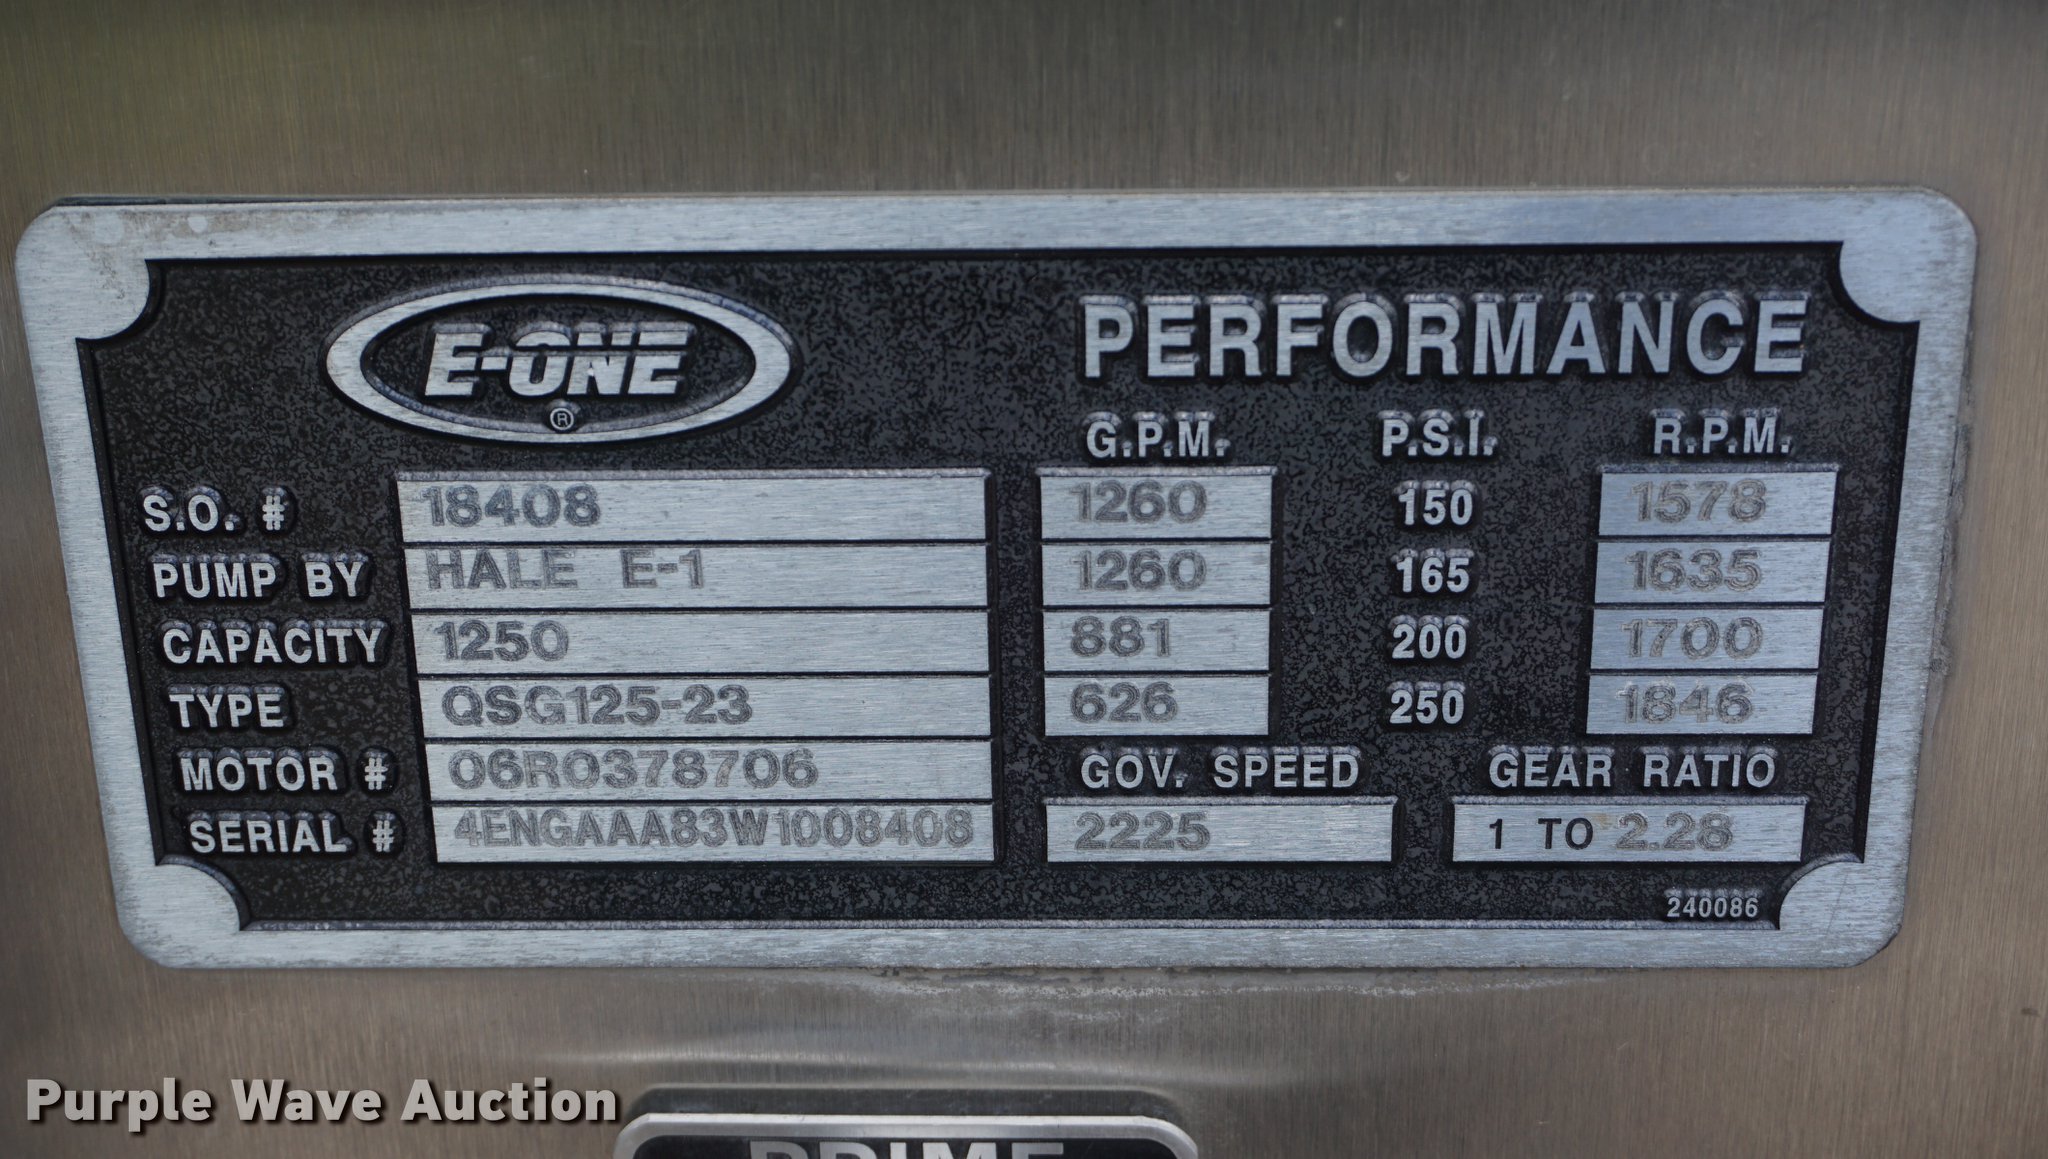 E-ONE
®
PERFORMANCE
G.P.M. P.S.I. R.P.M.
S.O. # 18408 1260 150 1578
PUMP BY HALE E-1 1260 165 1635
CAPACITY 1250 881 200 1700
TYPE QSG125-23 626 250 1846
MOTOR # 06R0378706 GOV. SPEED GEAR RATIO
SERIAL # 4ENGAAA83W1008408 2225 1 TO 2.28
240086
Purple Wave Auction
PRIME